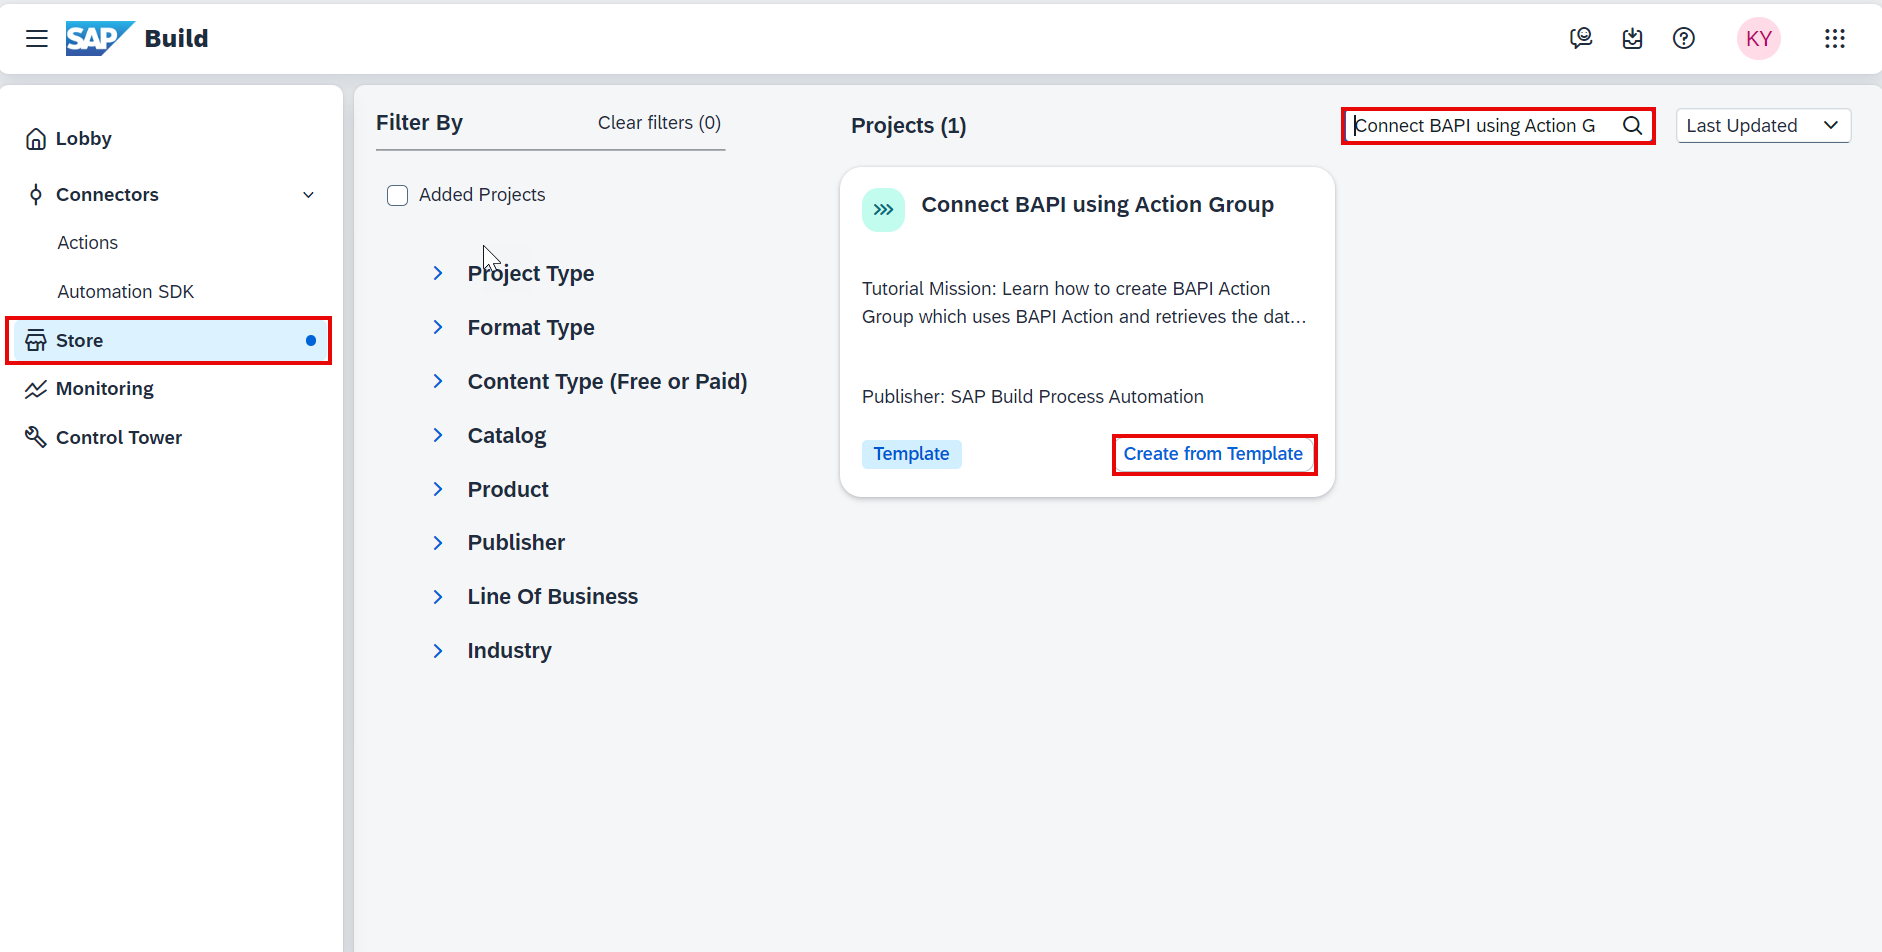 SAP Build
KY
Lobby
Connectors
Actions
Automation SDK
Store
Monitoring
Control Tower
Filter By
Clear filters (0)
Added Projects
Project Type
Format Type
Content Type (Free or Paid)
Catalog
Product
Publisher
Line Of Business
Industry
Projects (1)
Connect BAPI using Action G
Last Updated
Connect BAPI using Action Group
Tutorial Mission: Learn how to create BAPI Action
Group which uses BAPI Action and retrieves the dat...
Publisher: SAP Build Process Automation
Template
Create from Template